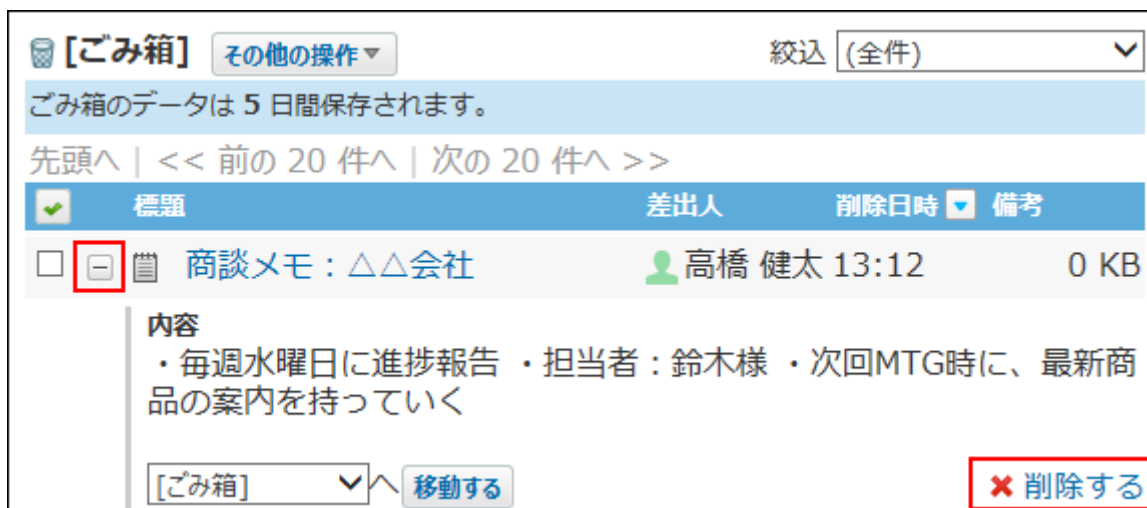 [ごみ箱] その他の操作▼ 絞込 (全件)
ごみ箱のデータは 5 日間保存されます。
先頭へ | << 前の 20 件へ | 次の 20 件へ >>
標題 差出人 削除日時 備考
商談メモ：△△会社 高橋 健太 13:12 0 KB
内容
・毎週水曜日に進捗報告 ・担当者：鈴木様 ・次回MTG時に、最新商
品の案内を持っていく
[ごみ箱] へ 移動する 削除する